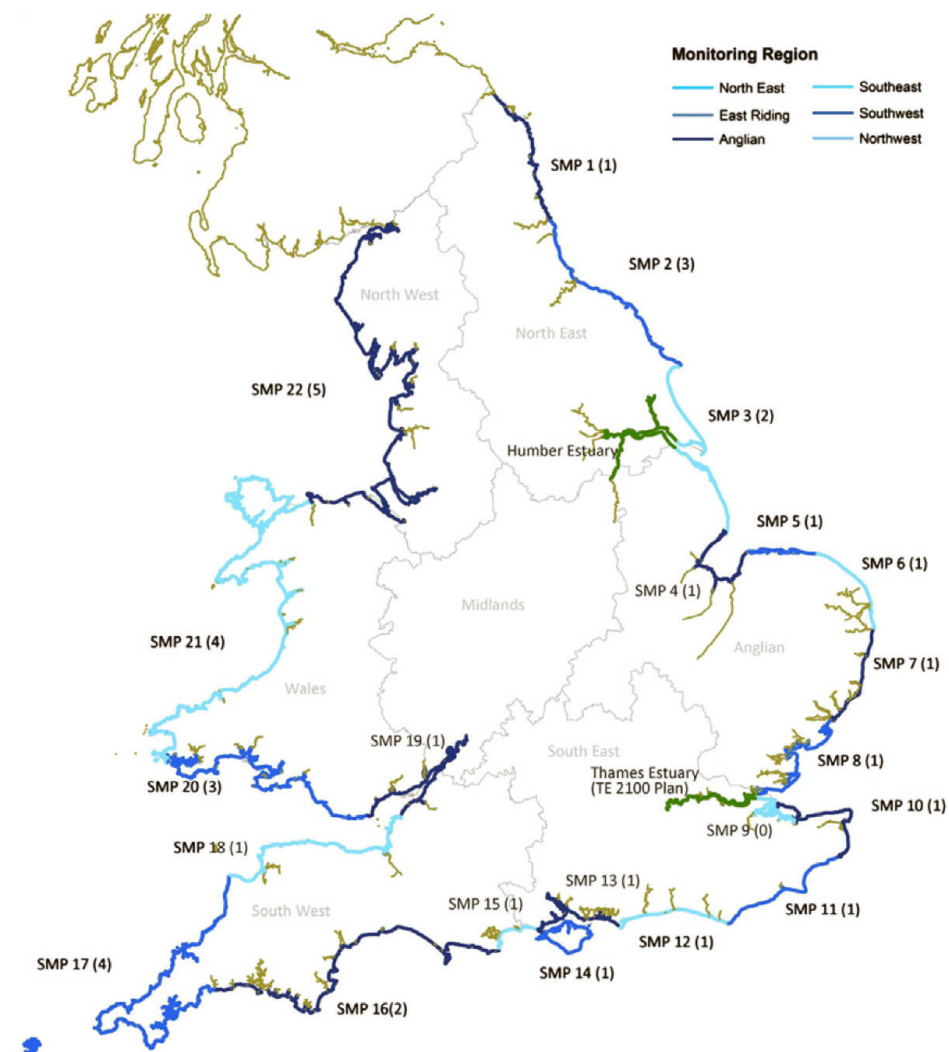 Monitoring Region
North East
Southeast
East Riding
Southwest
Anglian
Northwest
SMP 1 (1)
SMP 2 (3)
North West
North East
SMP 22 (5)
SMP 3 (2)
Humber Estuary
SMP 5 (1)
SMP 6 (1)
SMP 4 (1)
Midlands
SMP 21 (4)
Anglian
SMP 7 (1)
Wales
SMP 19 (1)
South East
SMP 8 (1)
SMP 20 (3)
Thames Estuary
(TE 2100 Plan)
SMP 10 (1)
SMP 9 (0)
SMP 18 (1)
SMP 13 (1)
SMP 15 (1)
South West
SMP 11 (1)
SMP 12 (1)
SMP 17 (4)
SMP 14 (1)
SMP 16(2)